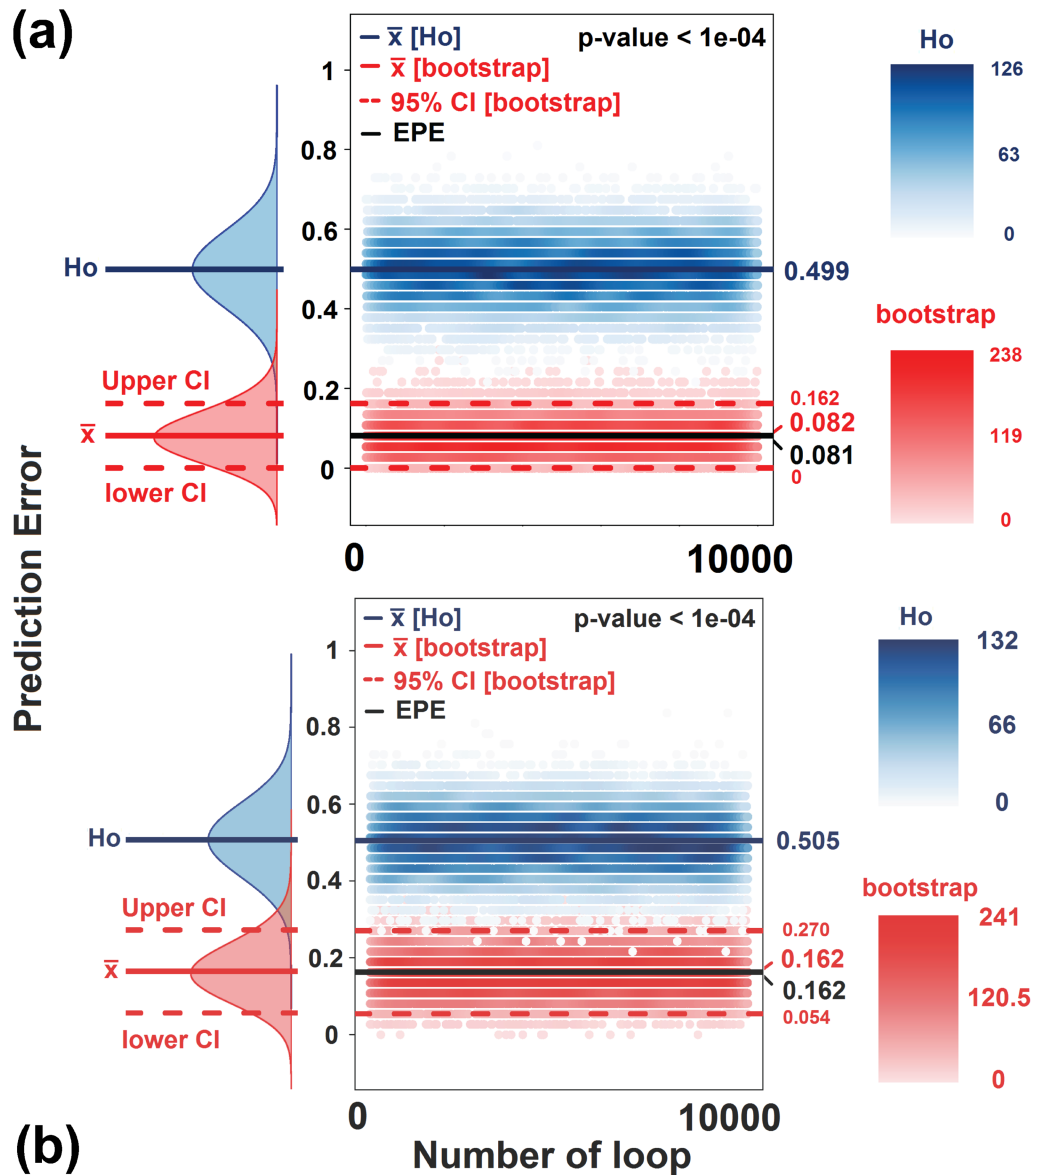 (a)
Prediction Error
x̅ [Ho]
p-value < 1e-04
x̅ [bootstrap]
95% CI [bootstrap]
EPE
1
0.8
0.6
0.4
0.2
0
Ho
Upper CI
x̅
lower CI
0.499
0.162
0.082
0.081
0
0
10000
Ho
126
63
0
bootstrap
238
119
0
x̅ [Ho]
p-value < 1e-04
x̅ [bootstrap]
95% CI [bootstrap]
EPE
1
0.8
0.6
0.4
0.2
0
Ho
Upper CI
x̅
lower CI
0.505
0.270
0.162
0.162
0.054
0
10000
Ho
132
66
0
bootstrap
241
120.5
0
Number of loop
(b)